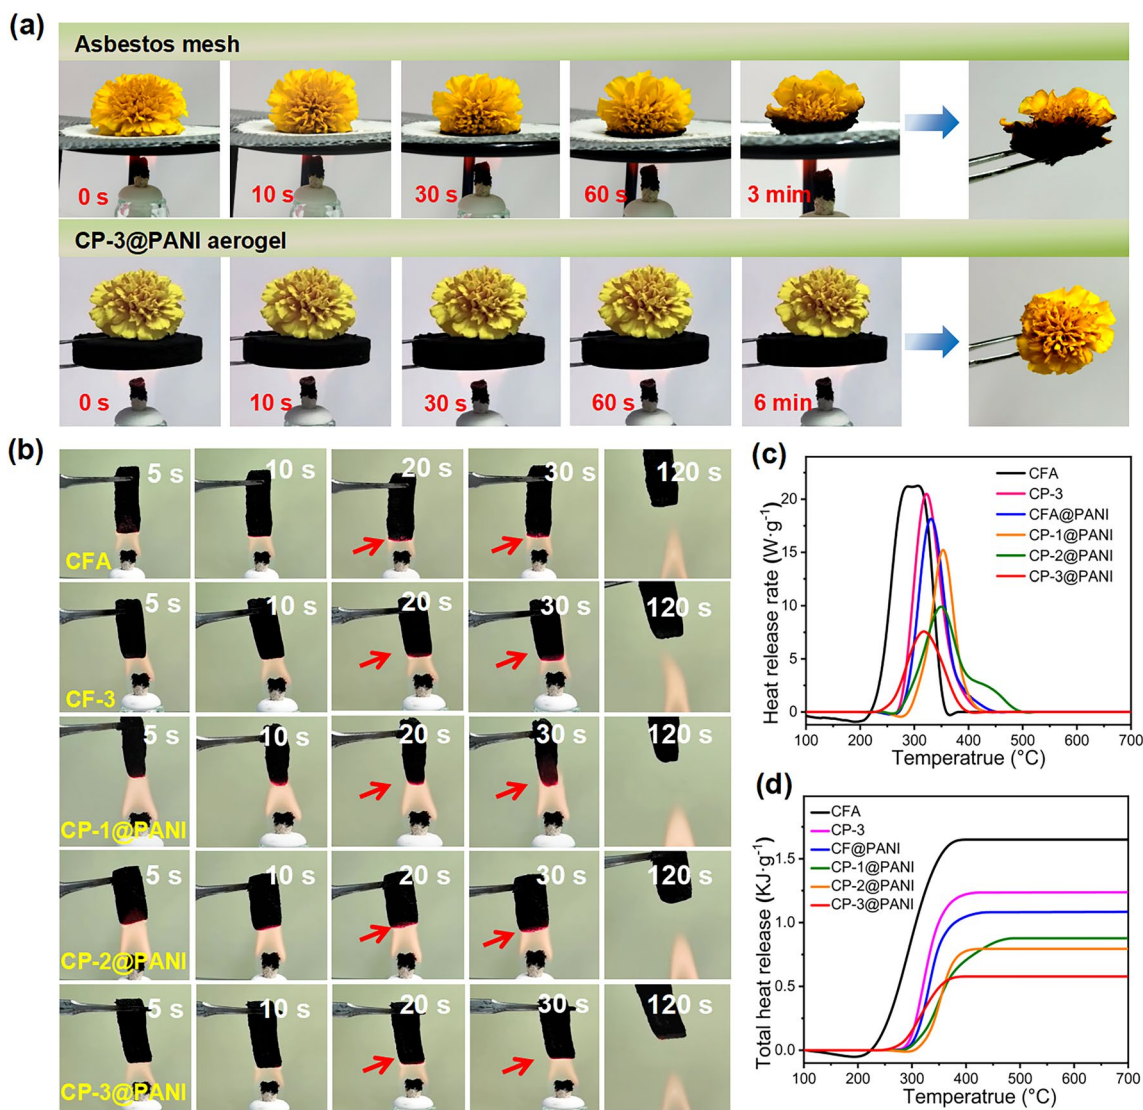 (a)
Asbestos mesh
0 s
10 s
30 s
60 s
3 mim
CP-3@PANI aerogel
0 s
10 s
30 s
60 s
6 min
(b)
5 s
10 s
20 s
30 s
120 s
CFA
5 s
10 s
20 s
30 s
120 s
CF-3
5 s
10 s
20 s
30 s
120 s
CP-1@PANI
5 s
10 s
20 s
30 s
120 s
CP-2@PANI
5 s
10 s
20 s
30 s
120 s
CP-3@PANI
(c)
Heat release rate (W·g⁻¹)
20
15
10
5
0
CFA
CP-3
CFA@PANI
CP-1@PANI
CP-2@PANI
CP-3@PANI
100 200 300 400 500 600 700
Temperatrue (°C)
(d)
Total heat release (KJ·g⁻¹)
1.5
1.0
0.5
0.0
CFA
CP-3
CF@PANI
CP-1@PANI
CP-2@PANI
CP-3@PANI
100 200 300 400 500 600 700
Temperatrue (°C)